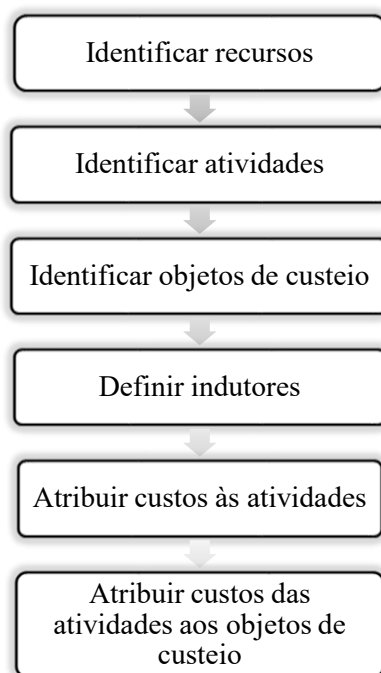 Identificar recursos
Identificar atividades
Identificar objetos de custeio
Definir indutores
Atribuir custos às atividades
Atribuir custos das
atividades aos objetos de
custeio